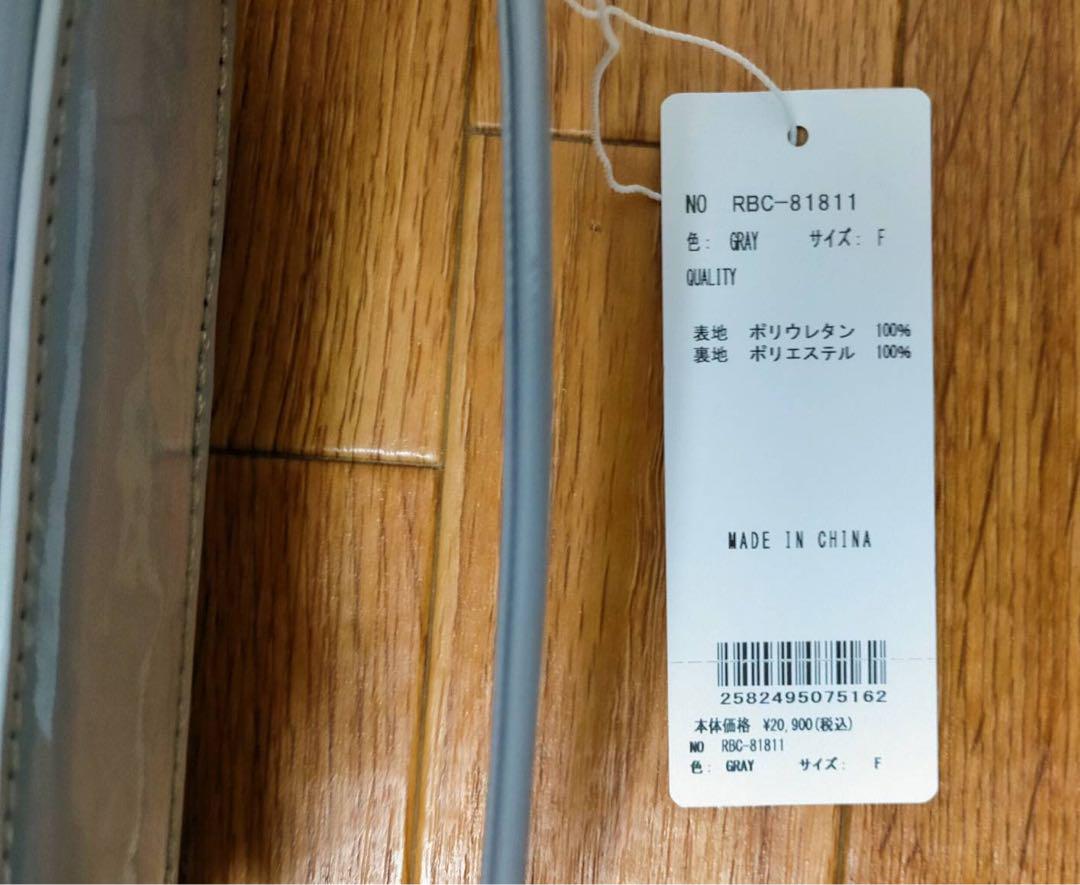 NO RBC-81811
色: GRAY サイズ: F
QUALITY
表地 ポリウレタン 100%
裏地 ポリエステル 100%
MADE IN CHINA
2582495075162
本体価格 ¥20,900(税込)
NO RBC-81811
色: GRAY サイズ: F